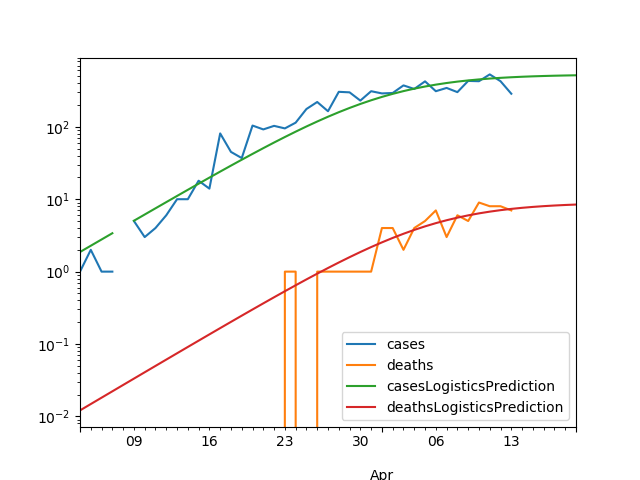 10²
10¹
10⁰
10⁻¹
10⁻²
cases
deaths
casesLogisticsPrediction
deathsLogisticsPrediction
09 16 23 30 06 13
Apr